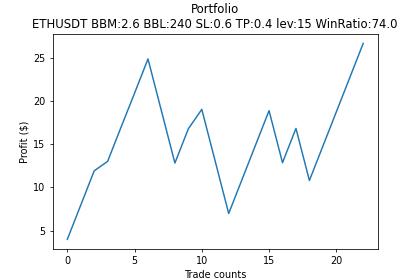 Portfolio
ETHUSDT BBM:2.6 BBL:240 SL:0.6 TP:0.4 lev:15 WinRatio:74.0
Profit ($)
25
20
15
10
5
0 5 10 15 20
Trade counts